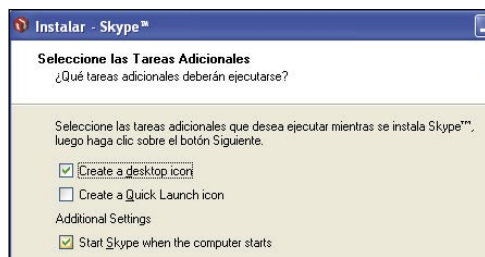 Instalar - Skype™
Seleccione las Tareas Adicionales
¿Qué tareas adicionales deberán ejecutarse?
Seleccione las tareas adicionales que desea ejecutar mientras se instala Skype™,
luego haga clic sobre el botón Siguiente.
Create a desktop icon
Create a Quick Launch icon
Additional Settings
Start Skype when the computer starts